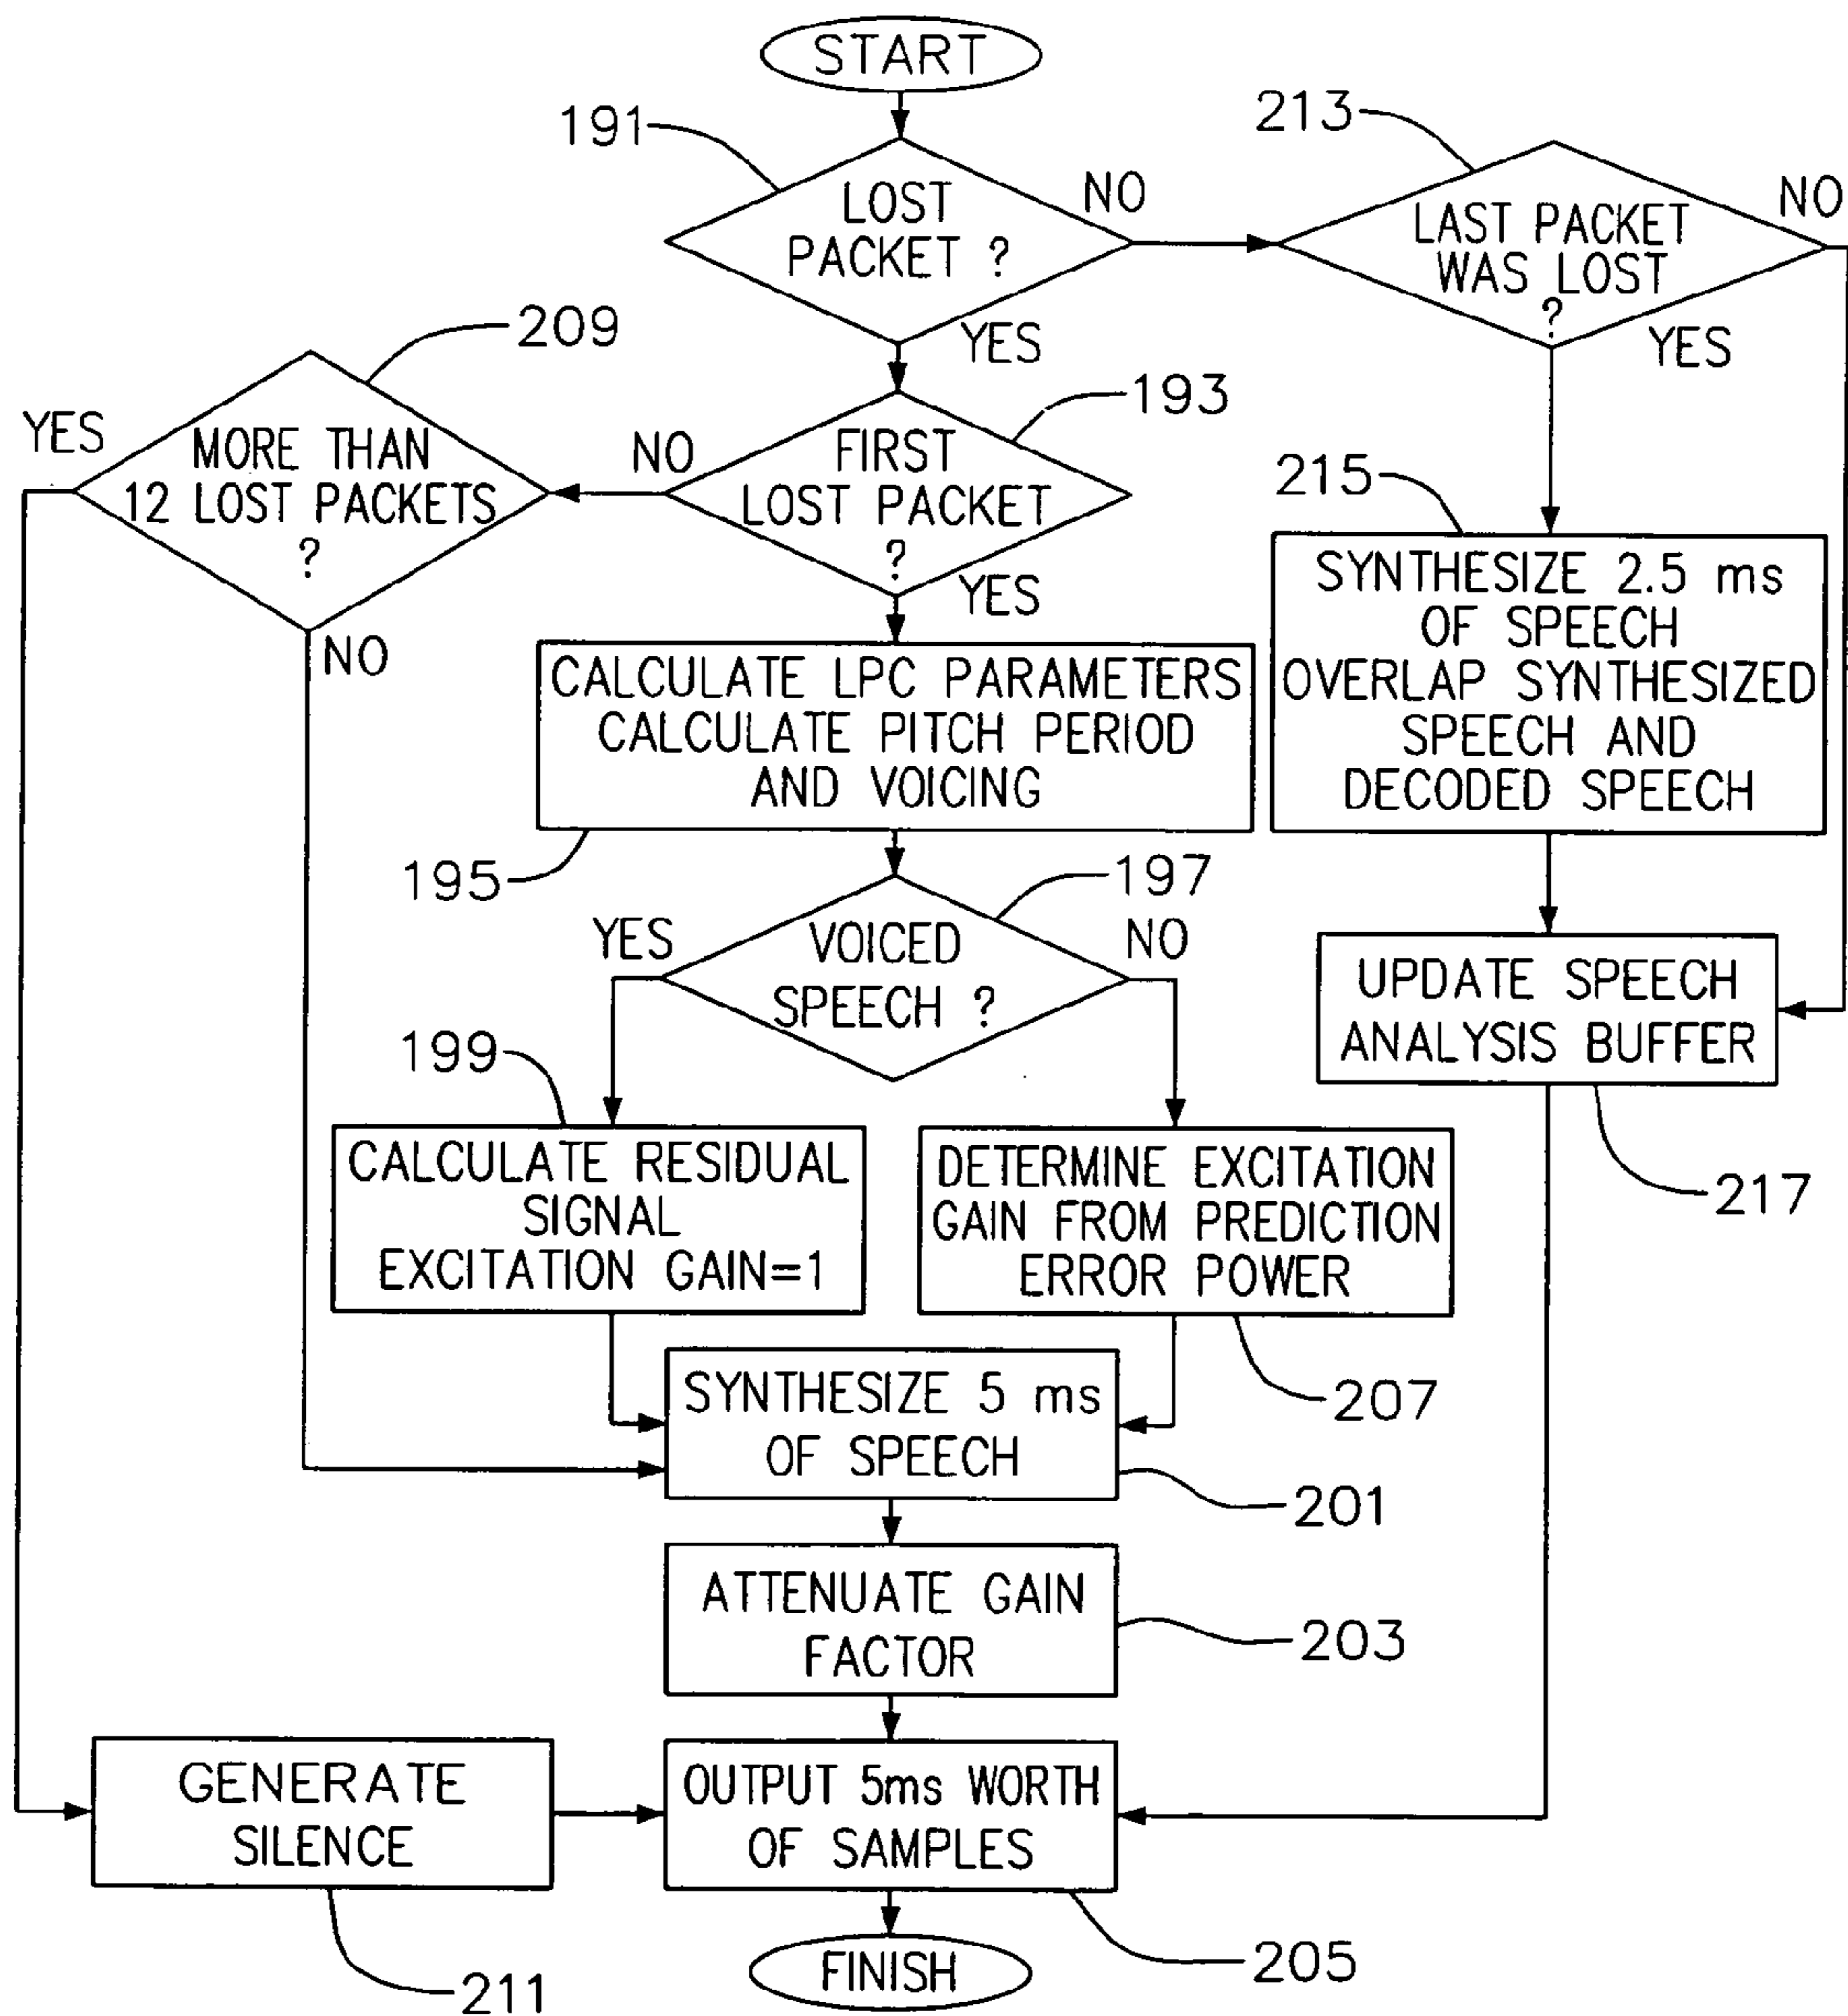 START
191
LOST
PACKET ?
NO
YES
213
LAST PACKET
WAS LOST
?
NO
YES
209
YES
MORE THAN
12 LOST PACKETS
?
NO
193
NO
FIRST
LOST PACKET
?
YES
215
SYNTHESIZE 2.5 ms
OF SPEECH
OVERLAP SYNTHESIZED
SPEECH AND
DECODED SPEECH
CALCULATE LPC PARAMETERS
CALCULATE PITCH PERIOD
AND VOICING
195
197
YES
VOICED
SPEECH ?
NO
UPDATE SPEECH
ANALYSIS BUFFER
217
199
CALCULATE RESIDUAL
SIGNAL
EXCITATION GAIN=1
DETERMINE EXCITATION
GAIN FROM PREDICTION
ERROR POWER
207
SYNTHESIZE 5 ms
OF SPEECH
201
ATTENUATE GAIN
FACTOR
203
GENERATE
SILENCE
211
OUTPUT 5ms WORTH
OF SAMPLES
205
FINISH